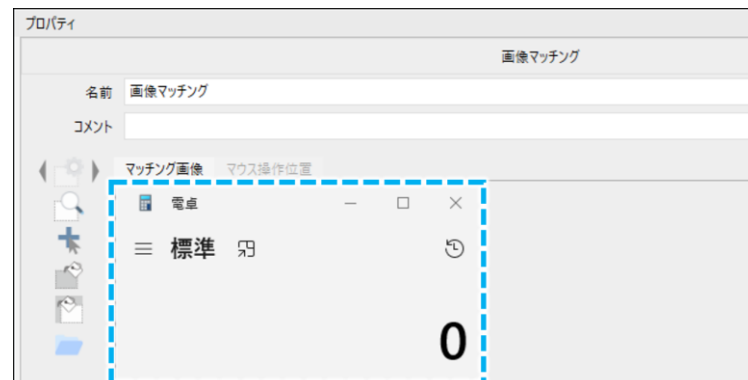 プロパティ
画像マッチング
名前 画像マッチング
コメント
マッチング画像 マウス操作位置
電卓
標準
0